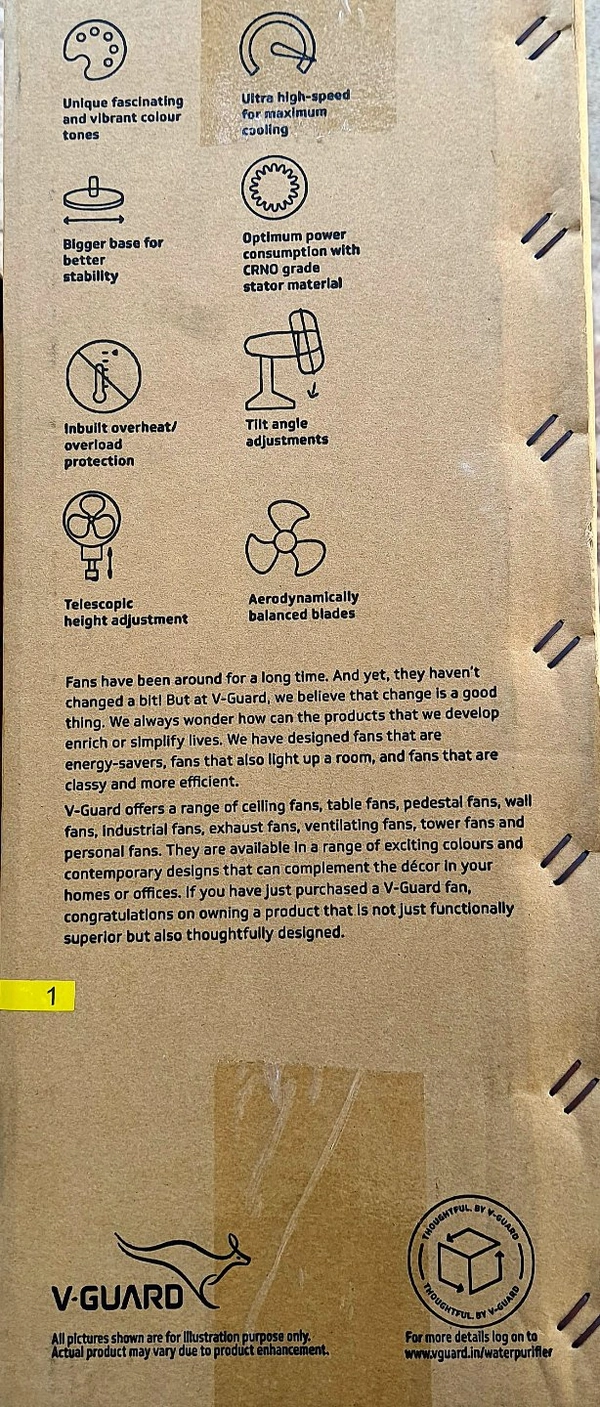 Unique fascinating
and vibrant colour
tones
Ultra high-speed
for maximum
cooling
Bigger base for
better
stability
Optimum power
consumption with
CRNO grade
stator material
Inbuilt overheat/
overload
protection
Tilt angle
adjustments
Telescopic
height adjustment
Aerodynamically
balanced blades
Fans have been around for a long time. And yet, they haven't
changed a bit! But at V-Guard, we believe that change is a good
thing. We always wonder how can the products that we develop
enrich or simplify lives. We have designed fans that are
energy-savers, fans that also light up a room, and fans that are
classy and more efficient.
V-Guard offers a range of ceiling fans, table fans, pedestal fans, wall
fans, industrial fans, exhaust fans, ventilating fans, tower fans and
personal fans. They are available in a range of exciting colours and
contemporary designs that can complement the décor in your
homes or offices. If you have just purchased a V-Guard fan,
congratulations on owning a product that is not just functionally
superior but also thoughtfully designed.
1
V-GUARD
All pictures shown are for illustration purpose only.
Actual product may vary due to product enhancement.
THOUGHTFUL. BY V-GUARD
THOUGHTFUL. BY V-GUARD
For more details log on to
www.vguard.in/waterpurifier